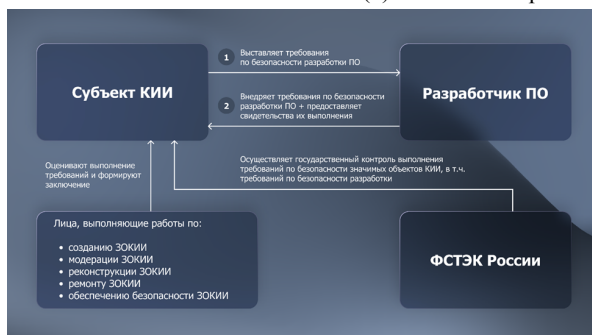 Субъект КИИ
1
Выставляет требования
по безопасности разработки ПО
2
Внедряет требования по безопасности
разработки ПО + предоставляет
свидетельства их выполнения
Разработчик ПО
Оценивают выполнение
требований и формируют
заключение
Осуществляет государственный контроль выполнения
требований по безопасности значимых объектов КИИ, в т.ч.
требований по безопасности разработки
Лица, выполняющие работы по:
• созданию ЗОКИИ
• модерации ЗОКИИ
• реконструкции ЗОКИИ
• ремонту ЗОКИИ
• обеспечению безопасности ЗОКИИ
ФСТЭК России